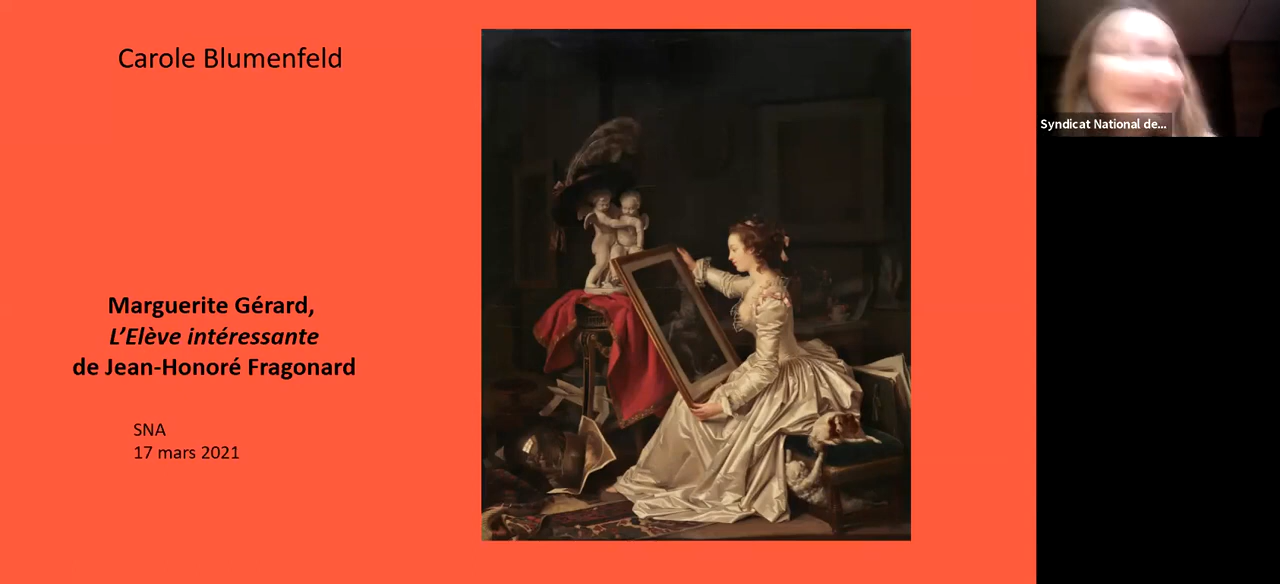 Carole Blumenfeld
Marguerite Gérard,
L'Elève intéressante
de Jean-Honoré Fragonard
SNA
17 mars 2021
Syndicat National de...